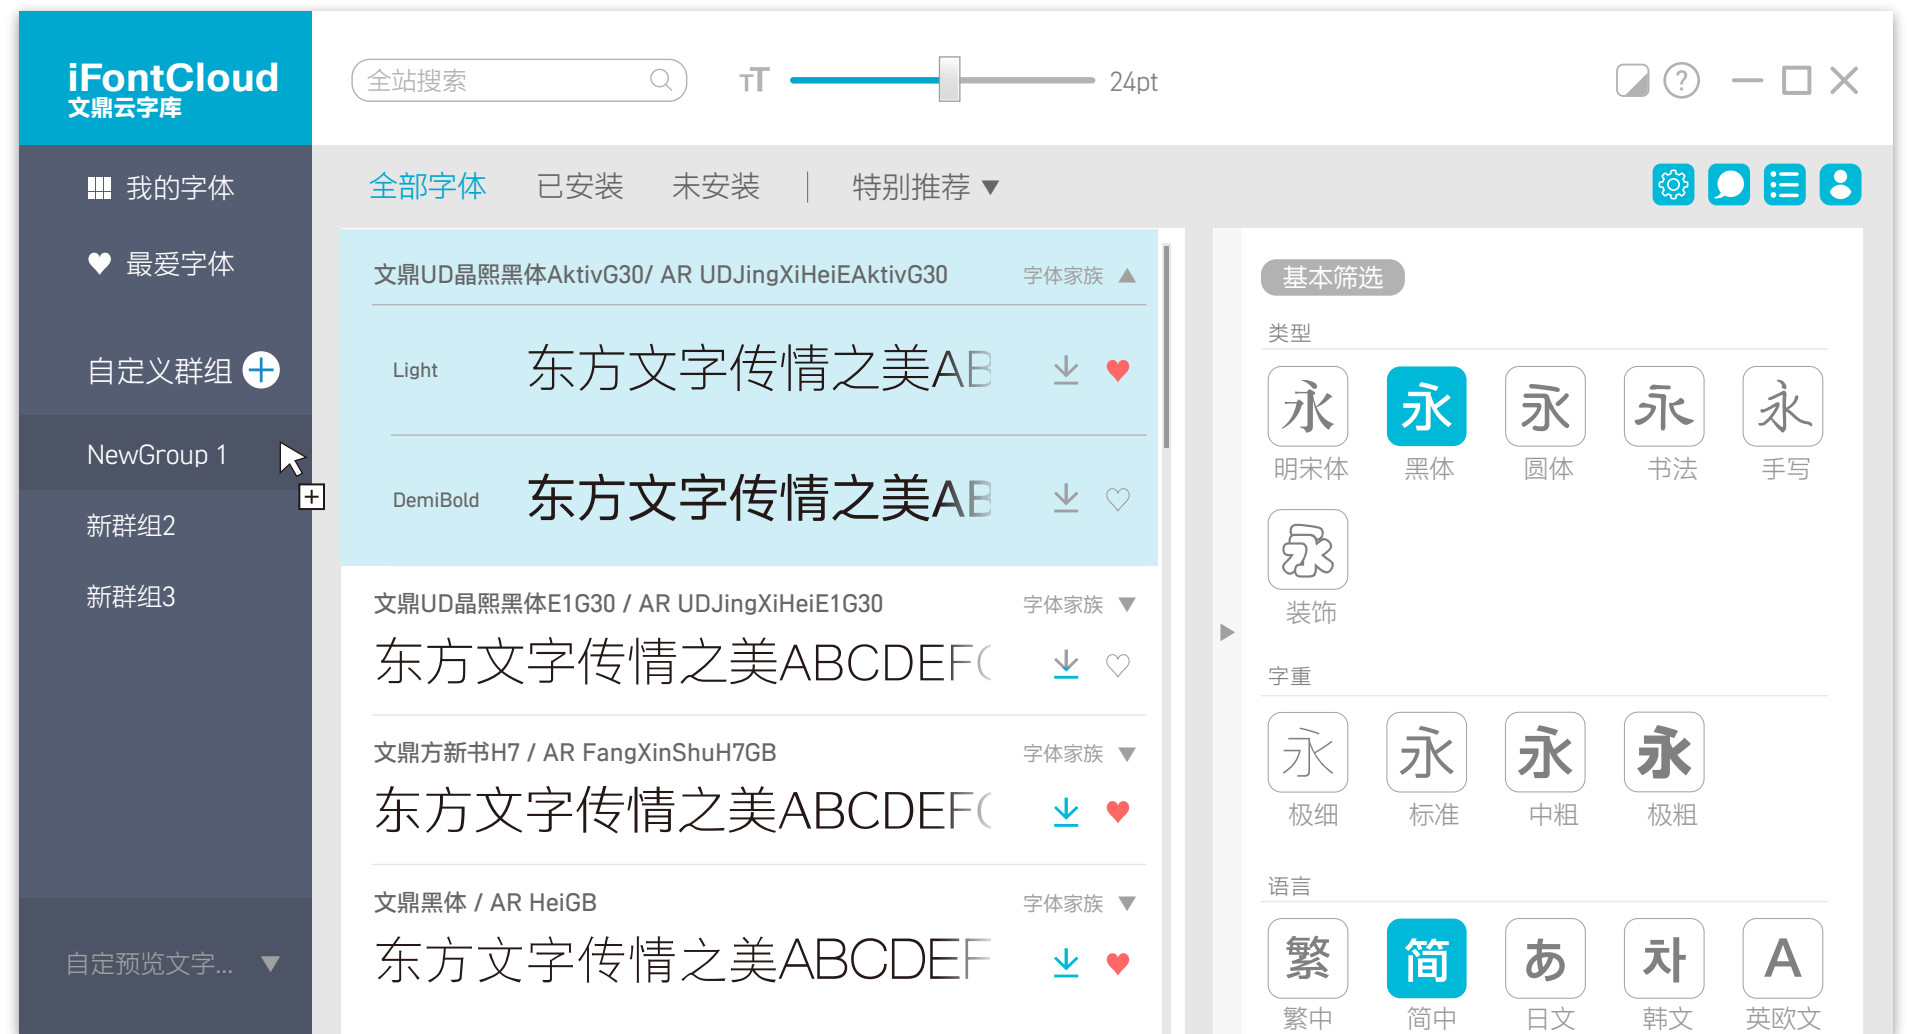 iFontCloud
文鼎云字库
全站搜索
TT
24pt
?
我的字体
最爱字体
自定义群组
NewGroup 1
新群组2
新群组3
自定预览文字...
全部字体 已安装 未安装 | 特别推荐
文鼎UD晶熙黑体AktivG30/ AR UDJingXiHeiEAktivG30 字体家族
Light 东方文字传情之美AB
DemiBold 东方文字传情之美AB
文鼎UD晶熙黑体E1G30 / AR UDJingXiHeiE1G30 字体家族
东方文字传情之美ABCDEF
文鼎方新书H7 / AR FangXinShuH7GB 字体家族
东方文字传情之美ABCDEF
文鼎黑体 / AR HeiGB 字体家族
东方文字传情之美ABCDEF
基本筛选
类型
永 永 永 永 永
明宋体 黑体 圆体 书法 手写
永
装饰
字重
永 永 永 永
极细 标准 中粗 极粗
语言
繁 简 あ 차 A
繁中 简中 日文 韩文 英欧文